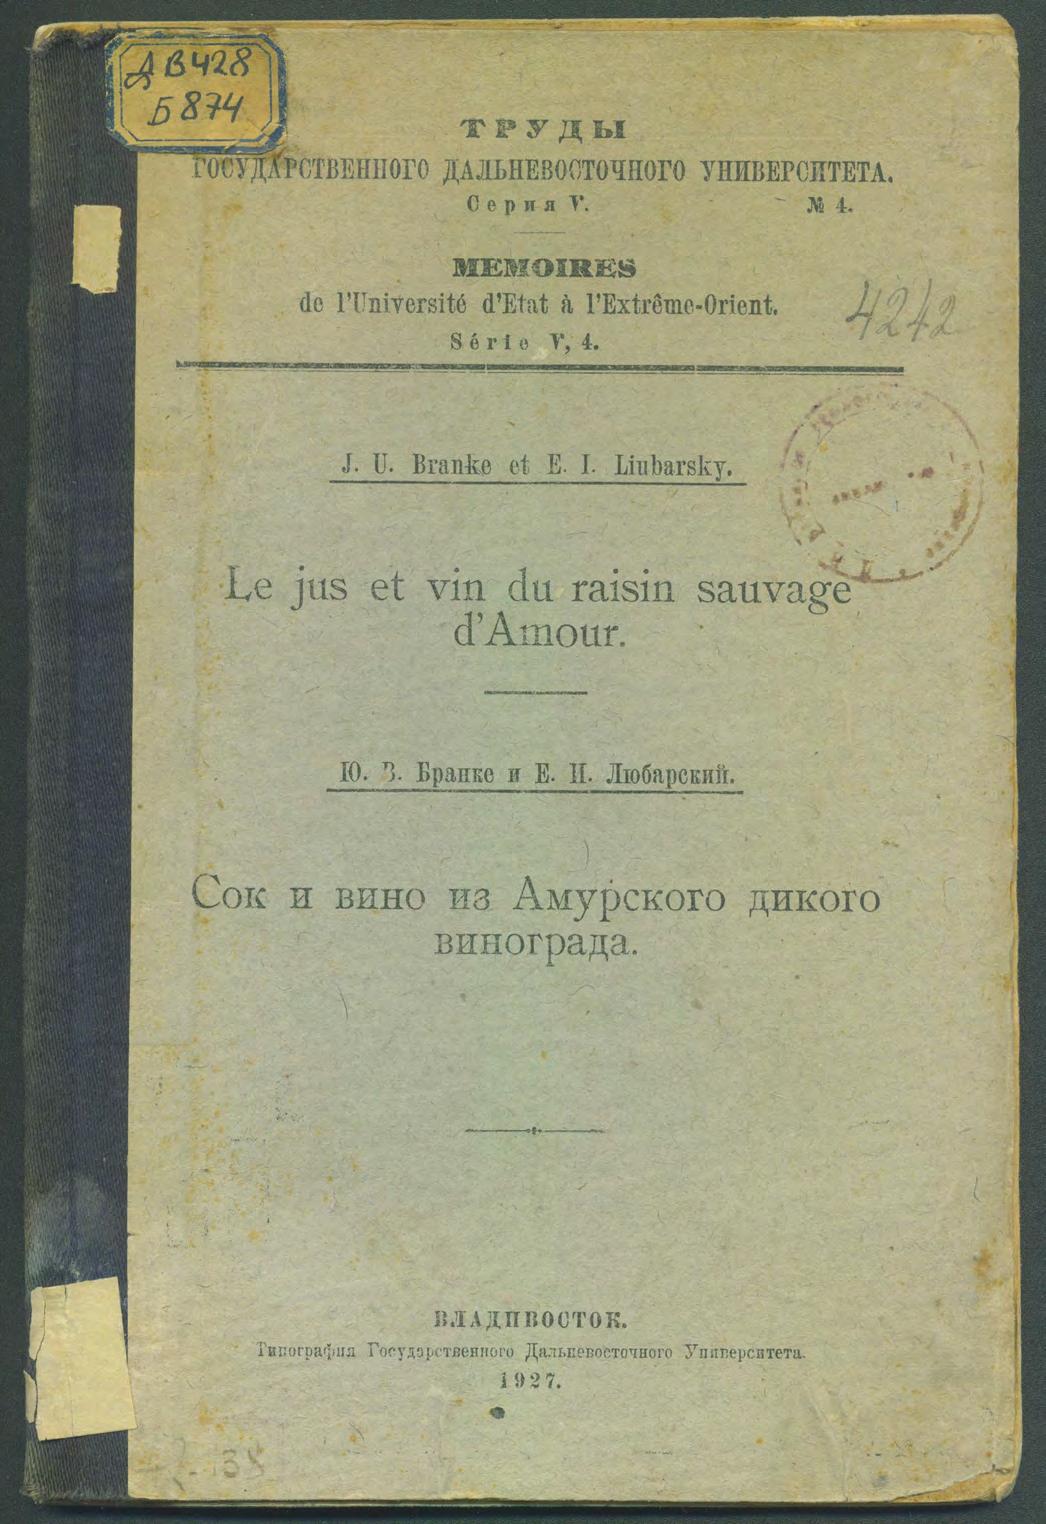 ДВ428
Б874
ТРУДЫ
ГОСУДАРСТВЕННОГО ДАЛЬНЕВОСТОЧНОГО УНИВЕРСИТЕТА.
Серия V. № 4.
MEMOIRES
de l'Université d'Etat à l'Extrême-Orient.
Série V, 4.
4242
J. U. Branke et E. I. Liubarsky.
Le jus et vin du raisin sauvage
d'Amour.
Ю. В. Бранке и Е. И. Любарский.
Сок и вино из Амурского дикого
винограда.
ВЛАДИВОСТОК.
Типография Государственного Дальневосточного Университета.
1927.